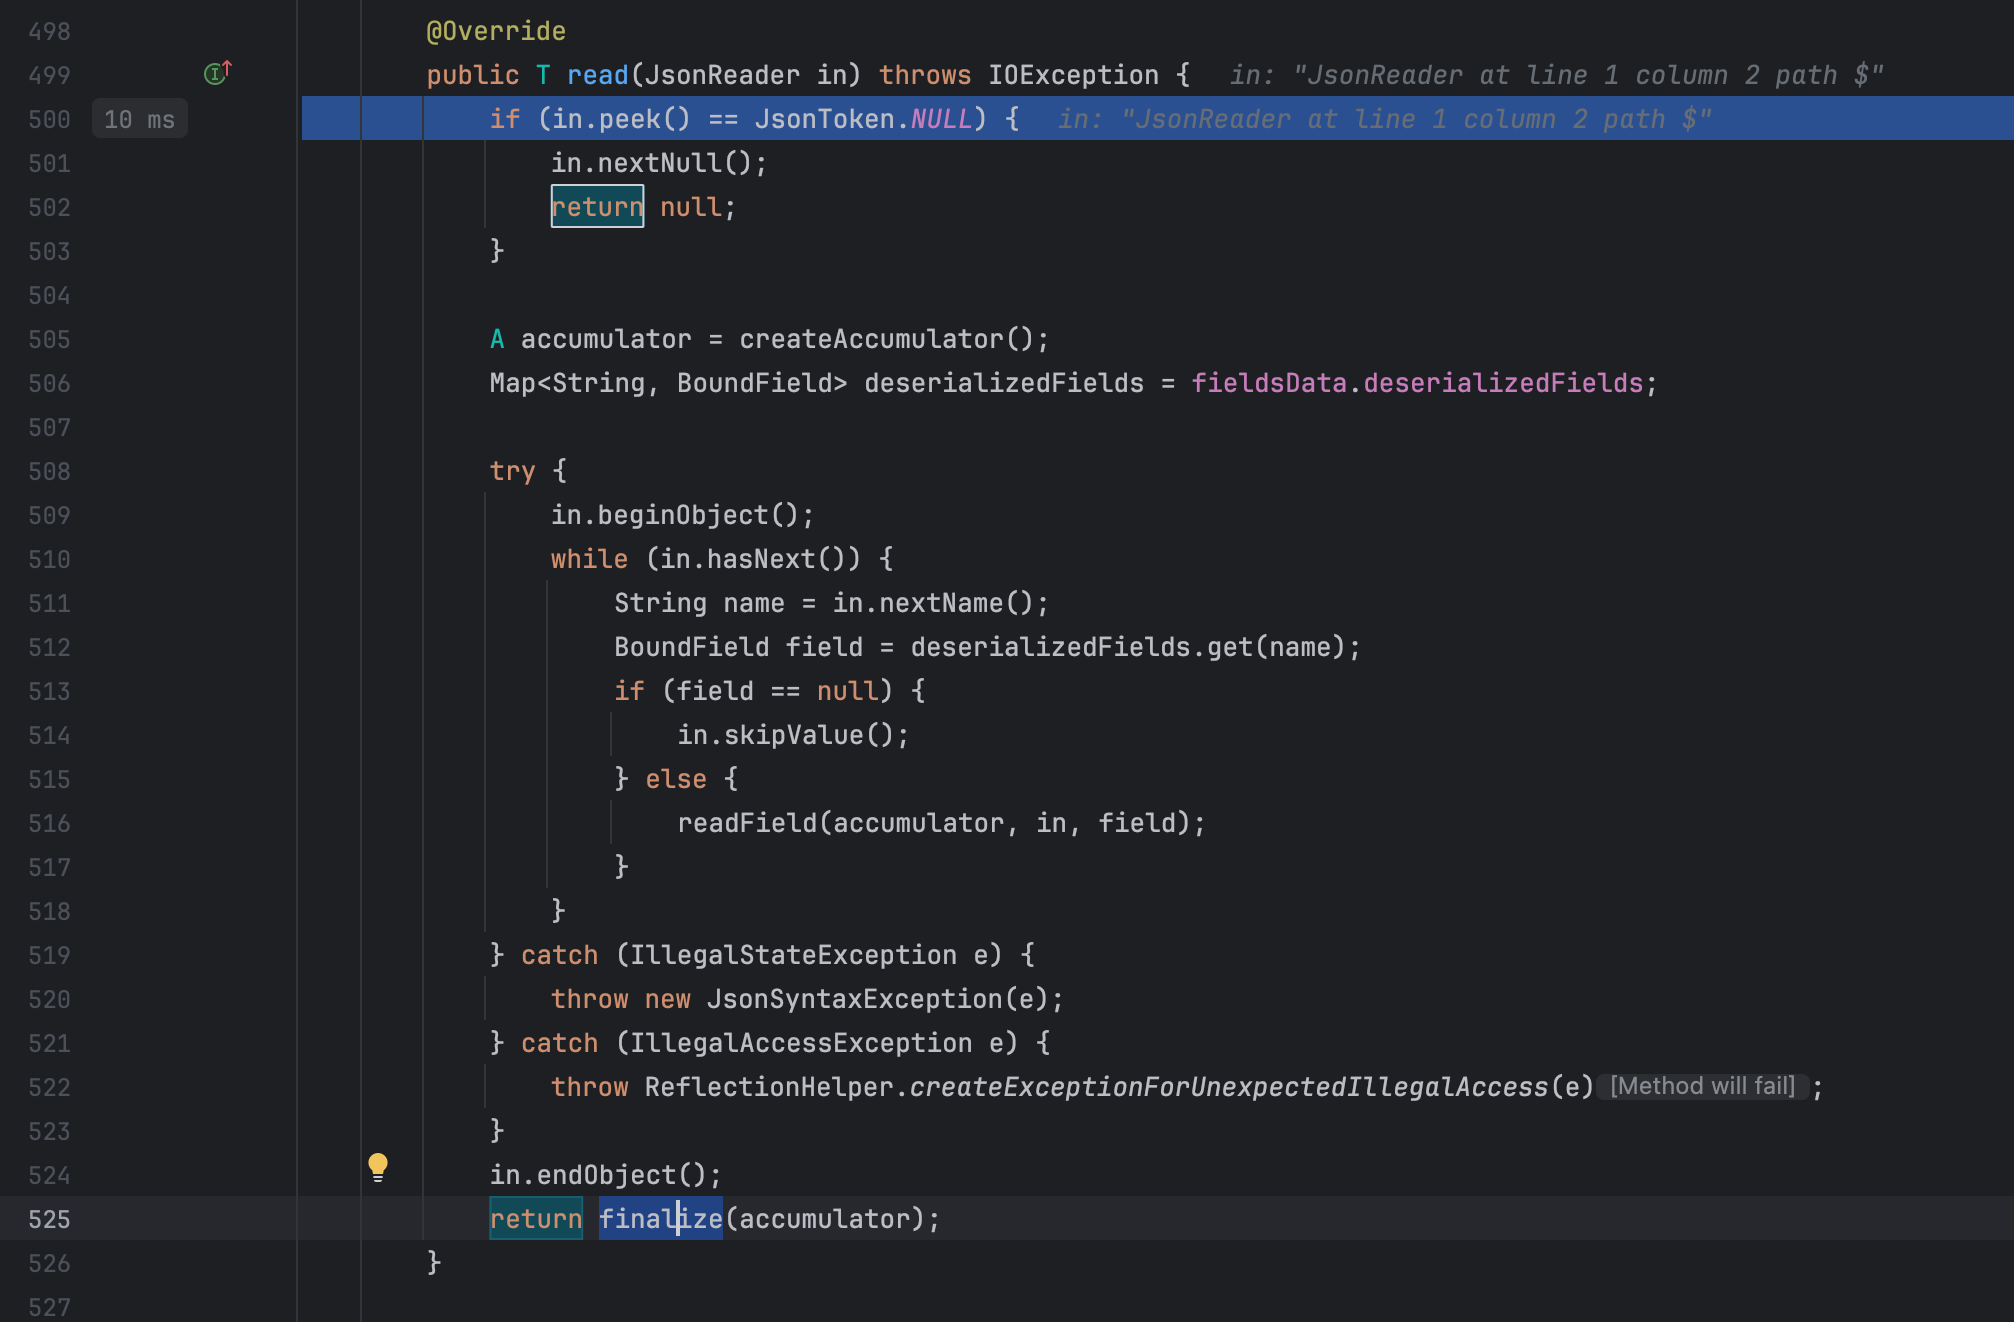 498 @Override
499 public T read(JsonReader in) throws IOException { in: "JsonReader at line 1 column 2 path $"
500 10 ms if (in.peek() == JsonToken.NULL) { in: "JsonReader at line 1 column 2 path $"
501 in.nextNull();
502 return null;
503 }
504
505 A accumulator = createAccumulator();
506 Map<String, BoundField> deserializedFields = fieldsData.deserializedFields;
507
508 try {
509 in.beginObject();
510 while (in.hasNext()) {
511 String name = in.nextName();
512 BoundField field = deserializedFields.get(name);
513 if (field == null) {
514 in.skipValue();
515 } else {
516 readField(accumulator, in, field);
517 }
518 }
519 } catch (IllegalStateException e) {
520 throw new JsonSyntaxException(e);
521 } catch (IllegalAccessException e) {
522 throw ReflectionHelper.createExceptionForUnexpectedIllegalAccess(e) [Method will fail] ;
523 }
524 in.endObject();
525 return finalize(accumulator);
526 }
527